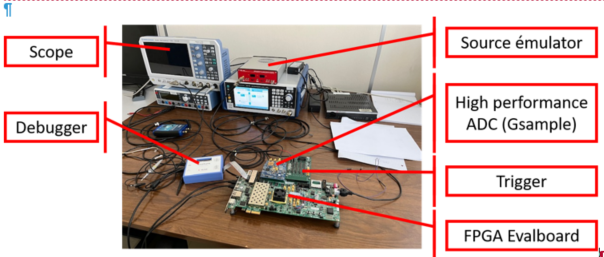 Scope
Debugger
Source émulator
High performance
ADC (Gsample)
Trigger
FPGA Evalboard